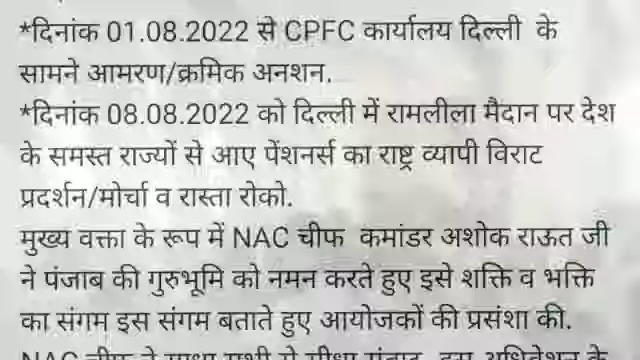 *दिनांक 01.08.2022 से CPFC कार्यालय दिल्ली के
सामने आमरण/क्रमिक अनशन.
*दिनांक 08.08.2022 को दिल्ली में रामलीला मैदान पर देश
के समस्त राज्यों से आए पेंशनर्स का राष्ट्र व्यापी विराट
प्रदर्शन/मोर्चा व रास्ता रोको.
मुख्य वक्ता के रूप में NAC चीफ कमांडर अशोक राऊत जी
ने पंजाब की गुरुभूमि को नमन करते हुए इसे शक्ति व भक्ति
का संगम इस संगम बताते हुए आयोजकों की प्रसंशा की.
NAC चीफ ने